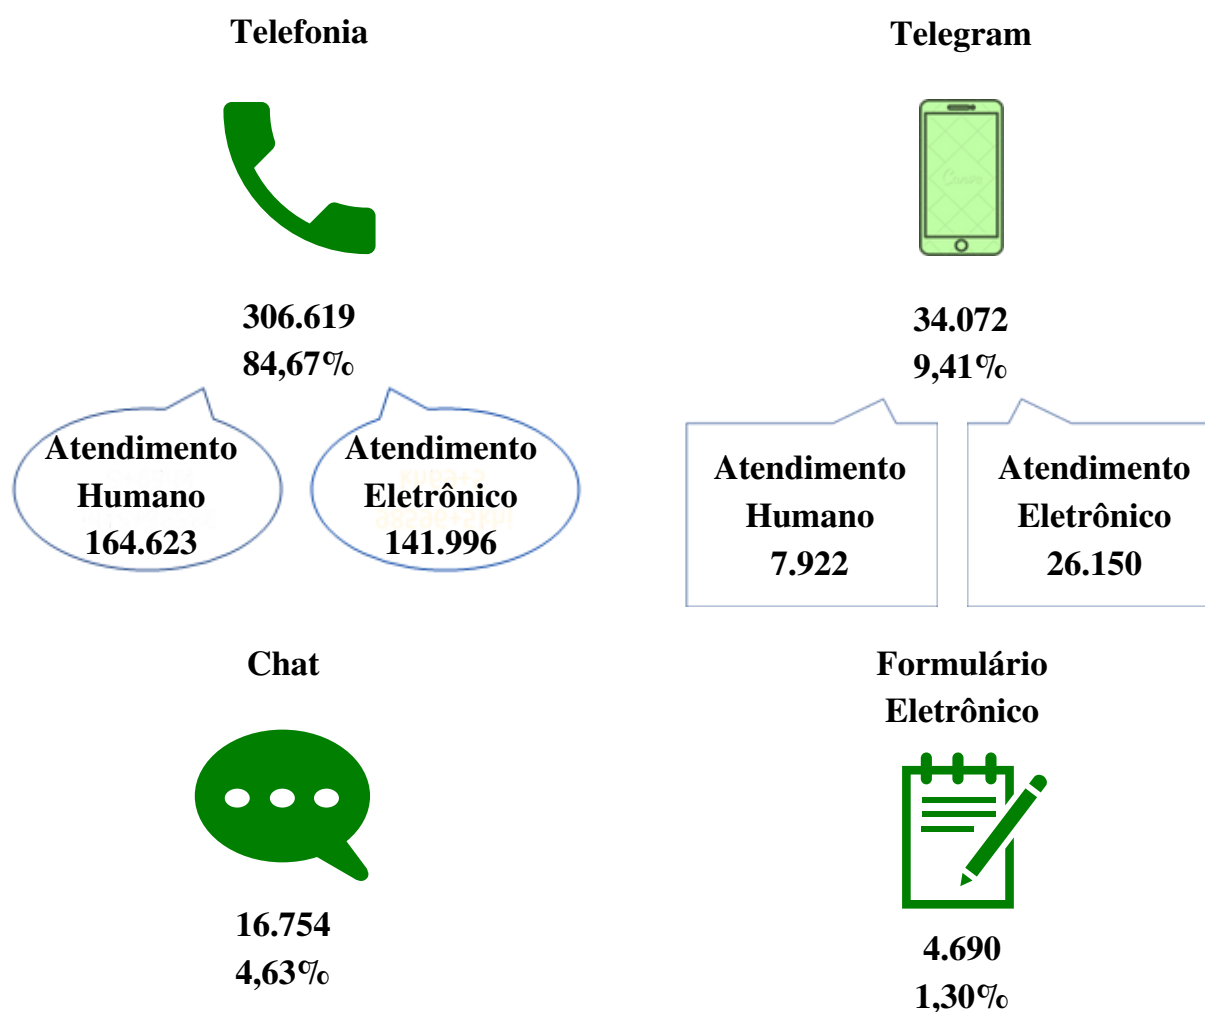 Telefonia
306.619
84,67%
Atendimento
Humano
164.623
Atendimento
Eletrônico
141.996
Telegram
Canva
34.072
9,41%
Atendimento
Humano
7.922
Atendimento
Eletrônico
26.150
Chat
16.754
4,63%
Formulário
Eletrônico
4.690
1,30%